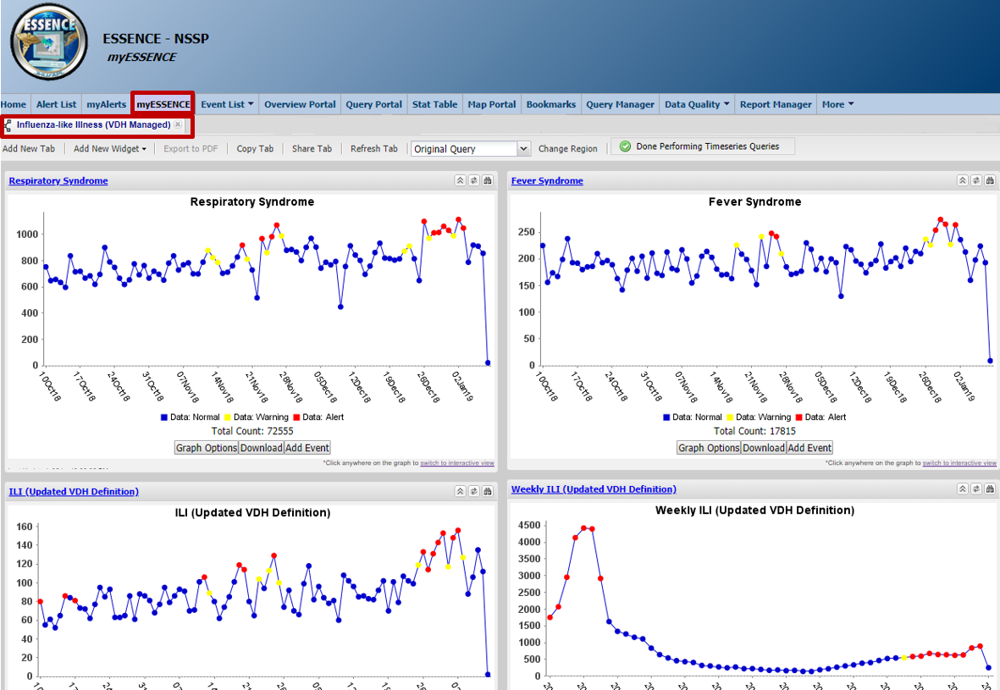 ESSENCE
ESSENCE - NSSP
myESSENCE
Home Alert List myAlerts myESSENCE Event List Overview Portal Query Portal Stat Table Map Portal Bookmarks Query Manager Data Quality Report Manager More
Influenza-like Illness (VDH Managed)
Add New Tab Add New Widget Export to PDF Copy Tab Share Tab Refresh Tab Original Query Change Region Done Performing Timeseries Queries
Respiratory Syndrome
Respiratory Syndrome
1000
800
600
400
200
0
10Oct18 17Oct18 24Oct18 31Oct18 07Nov18 14Nov18 21Nov18 28Nov18 05Dec18 12Dec18 19Dec18 26Dec18 02Jan19
Data: Normal Data: Warning Data: Alert
Total Count: 72555
Graph Options Download Add Event
*Click anywhere on the graph to switch to interactive view
Fever Syndrome
Fever Syndrome
250
200
150
100
50
0
10Oct18 17Oct18 24Oct18 31Oct18 07Nov18 14Nov18 21Nov18 28Nov18 05Dec18 12Dec18 19Dec18 26Dec18 02Jan19
Data: Normal Data: Warning Data: Alert
Total Count: 17815
Graph Options Download Add Event
*Click anywhere on the graph to switch to interactive view
ILI (Updated VDH Definition)
ILI (Updated VDH Definition)
160
140
120
100
80
60
40
20
0
Weekly ILI (Updated VDH Definition)
Weekly ILI (Updated VDH Definition)
4500
4000
3500
3000
2500
2000
1500
1000
500
0